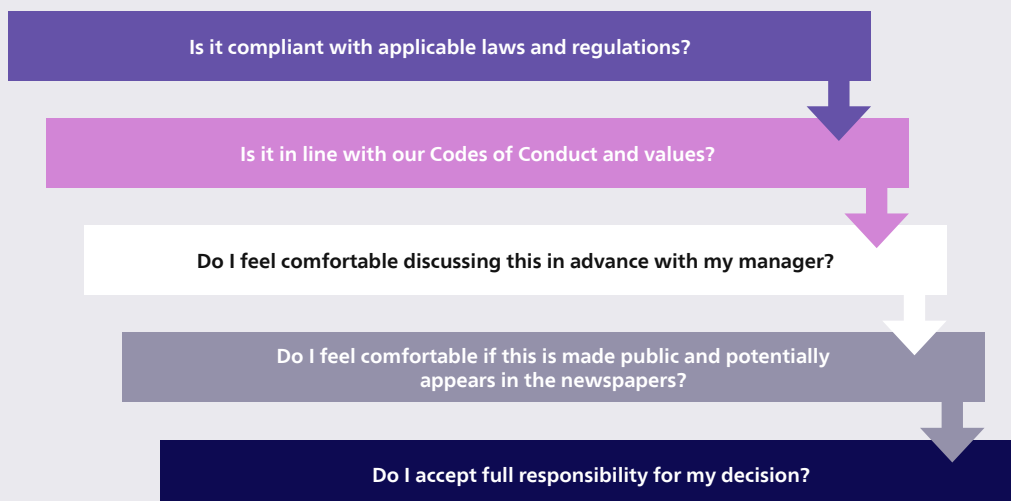 Is it compliant with applicable laws and regulations?
Is it in line with our Codes of Conduct and values?
Do I feel comfortable discussing this in advance with my manager?
Do I feel comfortable if this is made public and potentially
appears in the newspapers?
Do I accept full responsibility for my decision?